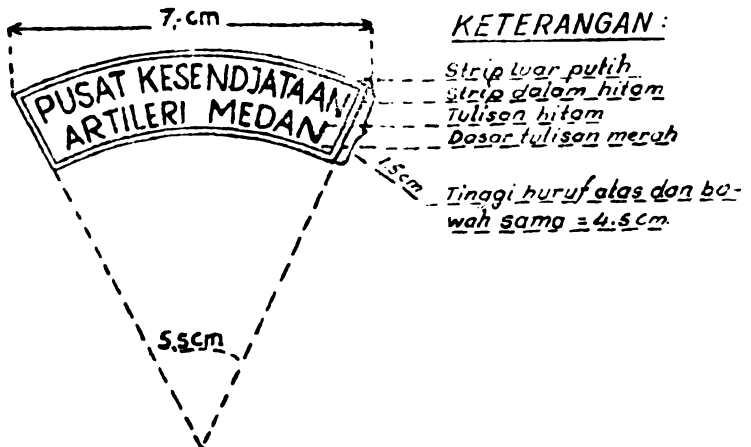 7,-cm
KETERANGAN:
PUSAT KESENDJATAAN
ARTILERI MEDAN
Strip luar putih
Strip dalam hitam
Tulisan hitam
Dasar tulisan merah
1.5cm
Tinggi huruf atas dan ba-
wah sama = 4.5cm.
5,5cm